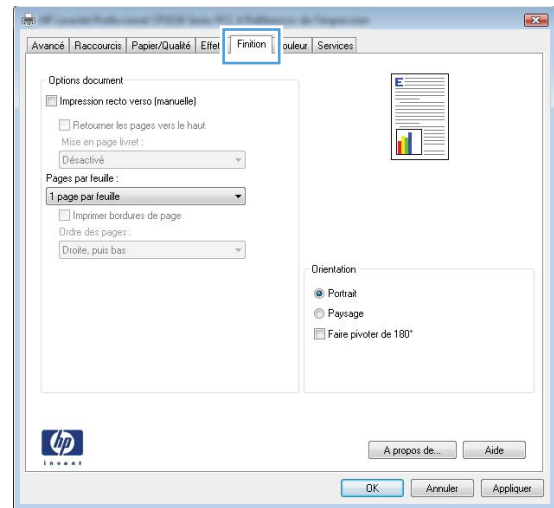 Avancé Raccourcis Papier/Qualité Effet Finition ouleur Services
Options document
Impression recto verso (manuelle)
Retourner les pages vers le haut
Mise en page livret :
Désactivé
Pages par feuille :
1 page par feuille
Imprimer bordures de page
Ordre des pages :
Droite, puis bas
E
Orientation
Portrait
Paysage
Faire pivoter de 180°
hp
invent
A propos de... Aide
OK Annuler Appliquer